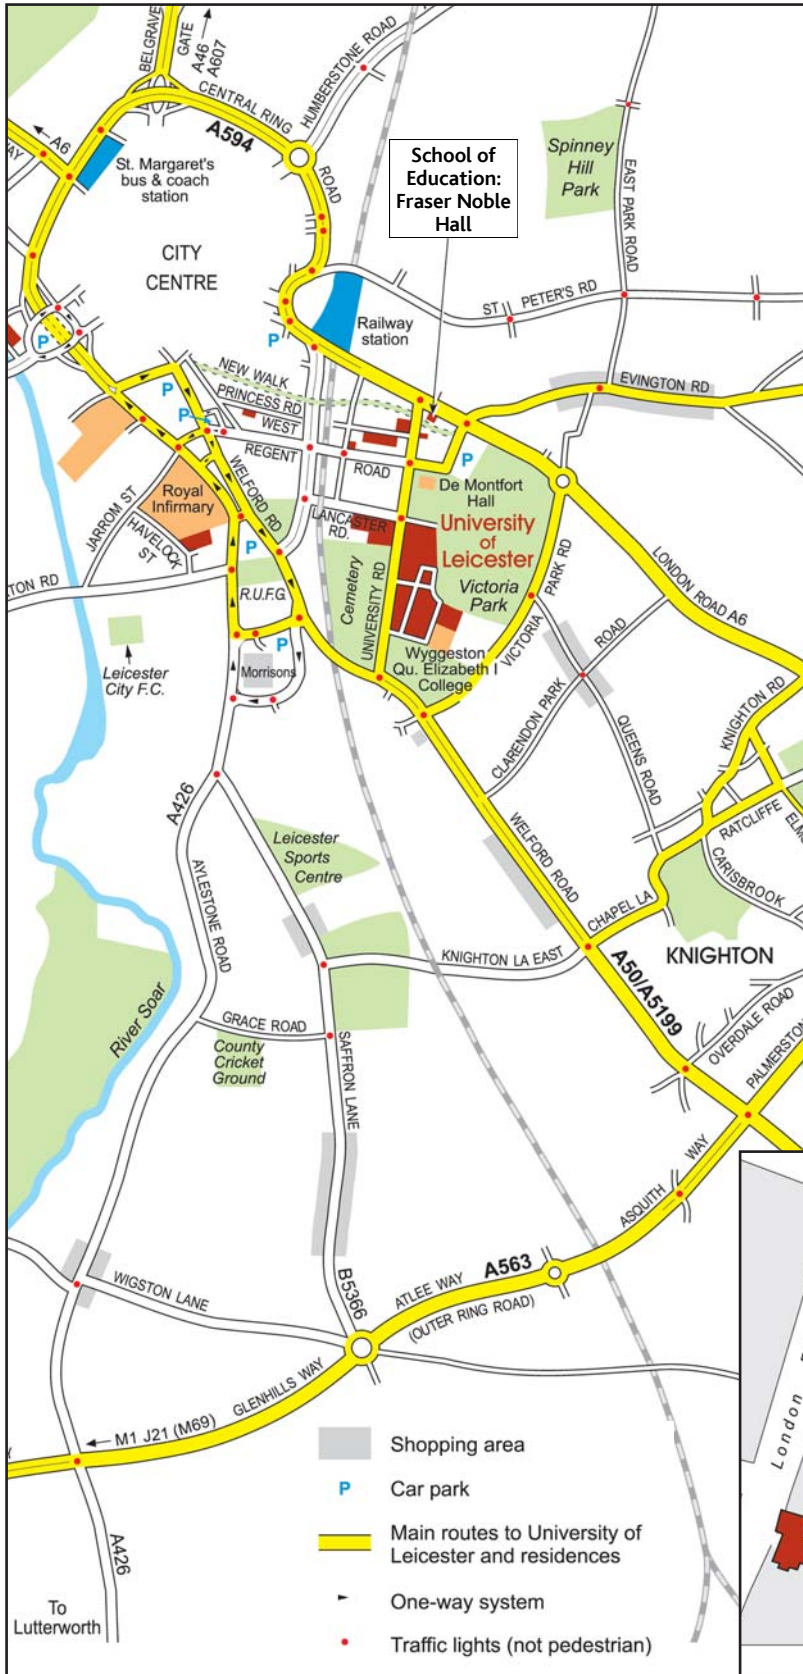 BELGRAVE
GATE
A46
A607
HUMBERSTONE ROAD
CENTRAL RING
ROAD
A594
A6
WAY
St. Margaret's
bus & coach
station
School of
Education:
Fraser Noble
Hall
Spinney
Hill
Park
EAST PARK ROAD
CITY
CENTRE
ST PETER'S RD
Railway
station
P
P
P
P
NEW WALK
PRINCESS RD
WEST
REGENT
ROAD
EVINGTON RD
P
De Montfort
Hall
WELFORD RD
Royal
Infirmary
JARROM ST
HAVELOCK
ST
LANCASTER
RD.
University
of
Leicester
Victoria
Park
VICTORIA PARK RD
LONDON ROAD A6
TON RD
P
R.U.F.G.
Cemetery
UNIVERSITY RD
P
Wyggeston
Qu. Elizabeth I
College
Morrisons
Leicester
City F.C.
CLARENDON PARK ROAD
QUEENS ROAD
KNIGHTON RD
A426
AYLESTONE ROAD
Leicester
Sports
Centre
WELFORD ROAD
RATCLIFFE
ELMS
CARISBROOK
CHAPEL LA
KNIGHTON LA EAST
KNIGHTON
A50/A5199
OVERDALE ROAD
PALMERSTON
River Soar
GRACE ROAD
County
Cricket
Ground
SAFFRON LANE
ASQUITH WAY
WIGSTON LANE
B5366
ATLEE WAY
A563
(OUTER RING ROAD)
GLENHILLS WAY
M1 J21 (M69)
Y
London
A426
To
Lutterworth
Shopping area
P Car park
Main routes to University of
Leicester and residences
One-way system
Traffic lights (not pedestrian)